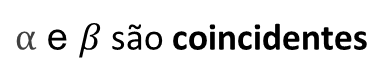 α e β são coincidentes